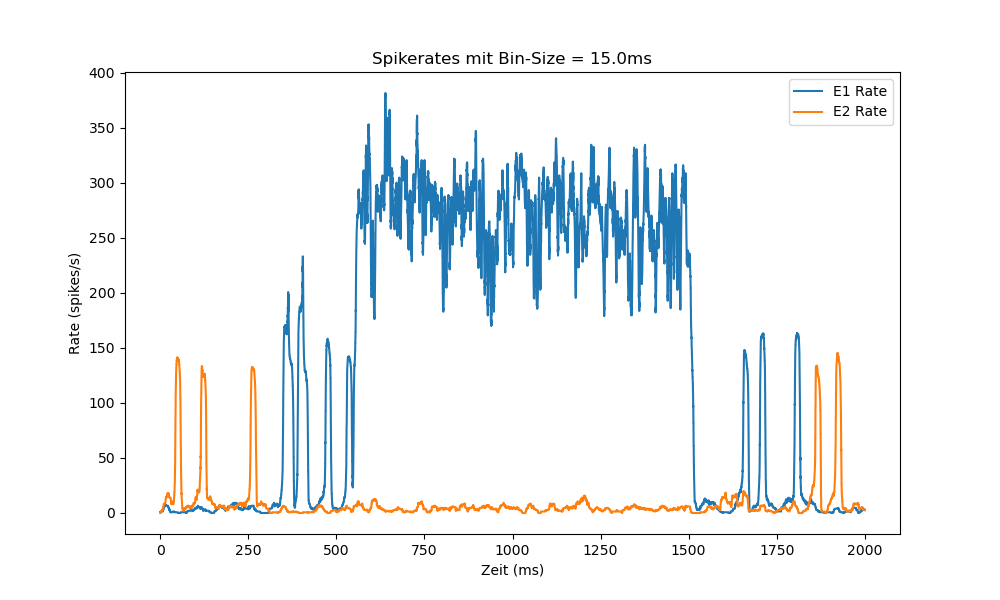 Spikerates mit Bin-Size = 15.0ms
E1 Rate
E2 Rate
Rate (spikes/s)
400
350
300
250
200
150
100
50
0
0 250 500 750 1000 1250 1500 1750 2000
Zeit (ms)